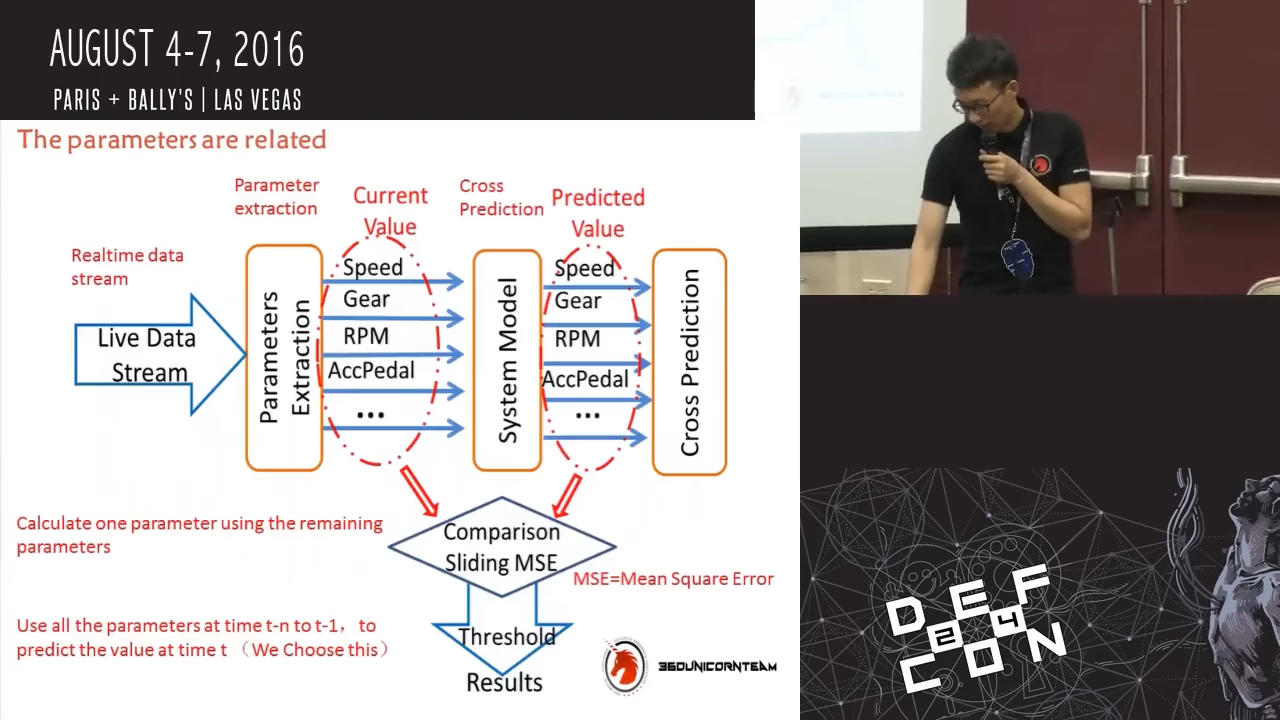 AUGUST 4-7, 2016
PARIS + BALLY'S | LAS VEGAS
The parameters are related
Parameter
extraction
Current
Value
Cross
Prediction
Predicted
Value
Realtime data
stream
Live Data
Stream
Parameters
Extraction
Speed
Gear
RPM
AccPedal
...
System Model
Speed
Gear
RPM
AccPedal
...
Cross Prediction
Calculate one parameter using the remaining
parameters
Comparison
Sliding MSE
MSE=Mean Square Error
Use all the parameters at time t-n to t-1，to
predict the value at time t （We Choose this）
Threshold
Results
360UNICORNTEAM
DEF
24
CON